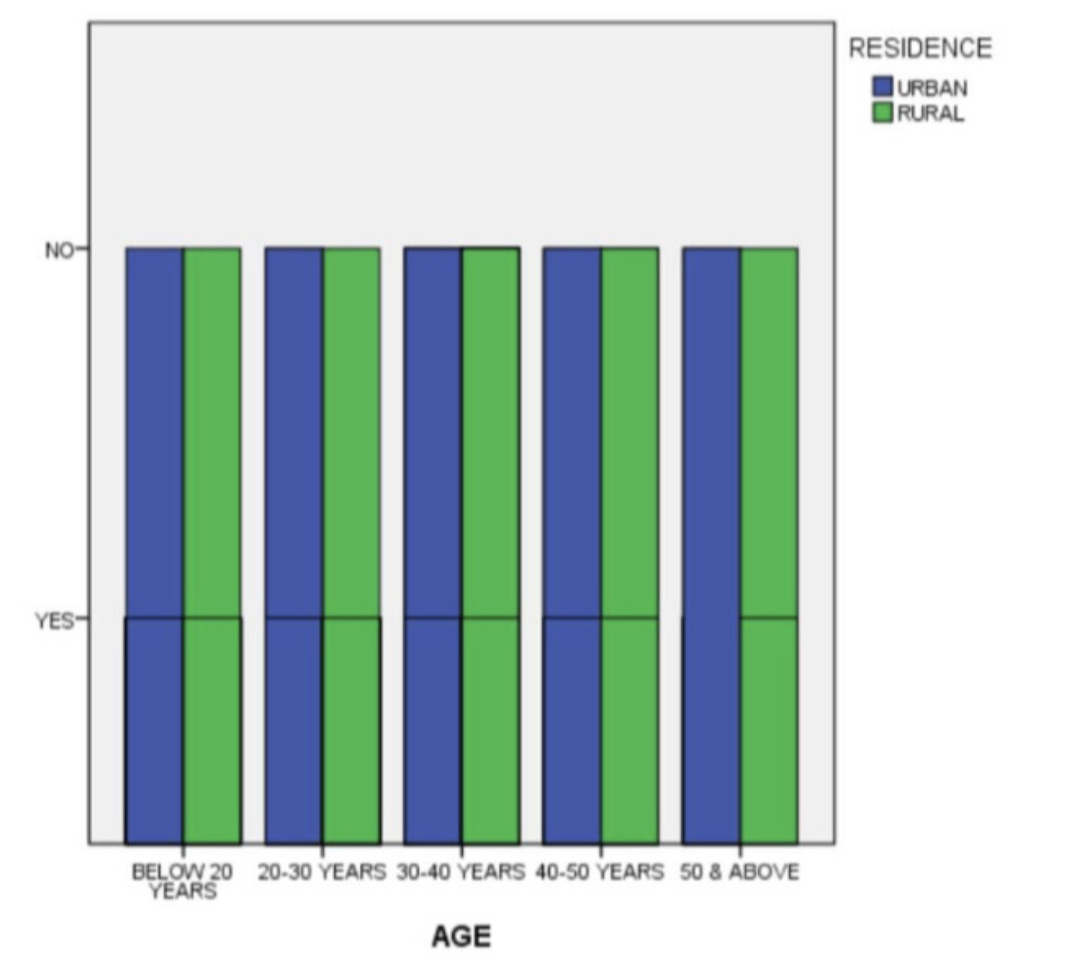 RESIDENCE
URBAN
RURAL
NO
YES
BELOW 20
YEARS
20-30 YEARS
30-40 YEARS
40-50 YEARS
50 & ABOVE
AGE